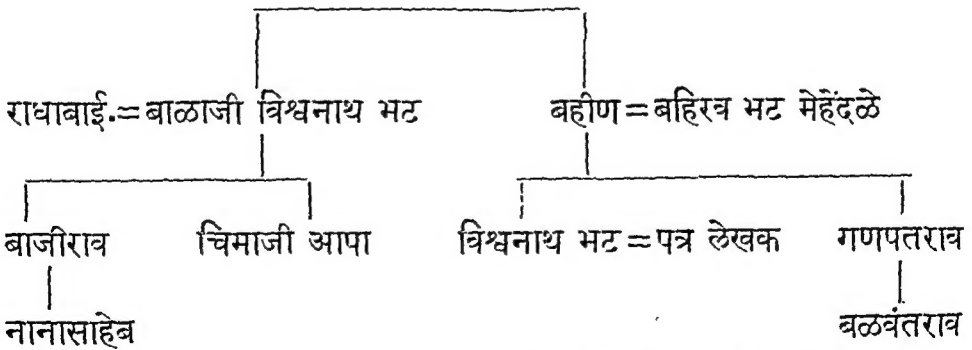 राधाबाई.=बाळाजी विश्वनाथ भट बहीण=बहिरव भट मेहेंदळे
बाजीराव चिमाजी आपा विश्वनाथ भट=पत्र लेखक गणपतराव
नानासाहेब बळवंतराव